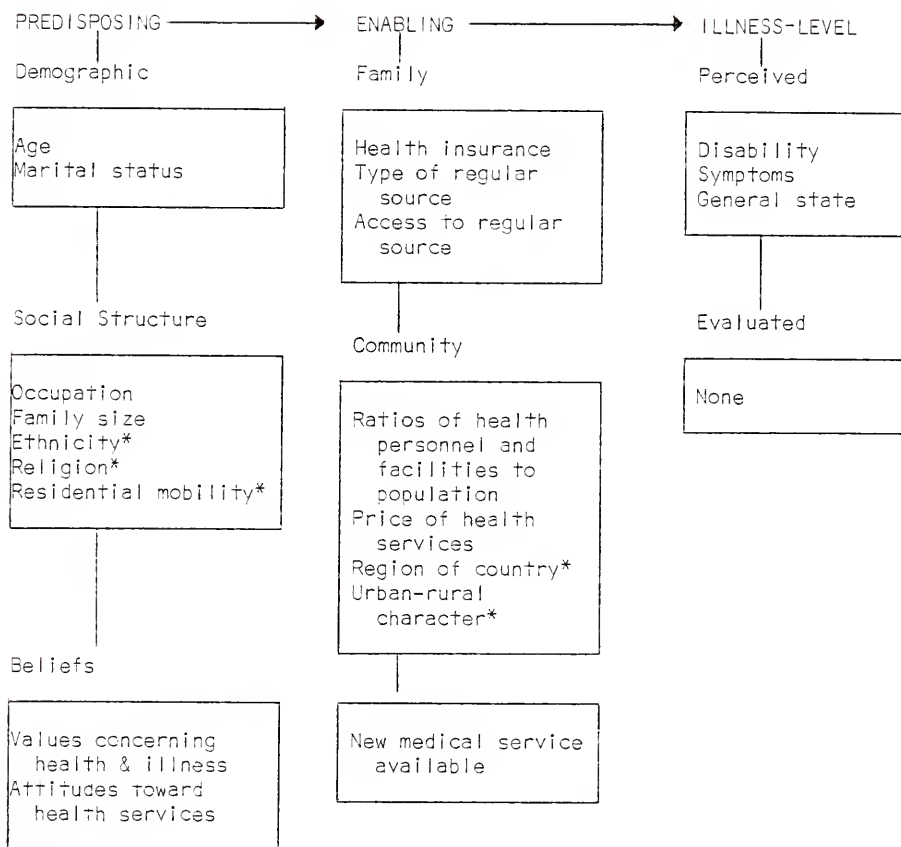 PREDISPOSING
Demographic
Age
Marital status
Social Structure
Occupation
Family size
Ethnicity*
Religion*
Residential mobility*
Beliefs
Values concerning
health & illness
Attitudes toward
health services
ENABLING
Family
Health insurance
Type of regular
source
Access to regular
source
Community
Ratios of health
personnel and
facilities to
population
Price of health
services
Region of country*
Urban-rural
character*
New medical service
available
ILLNESS-LEVEL
Perceived
Disability
Symptoms
General state
Evaluated
None